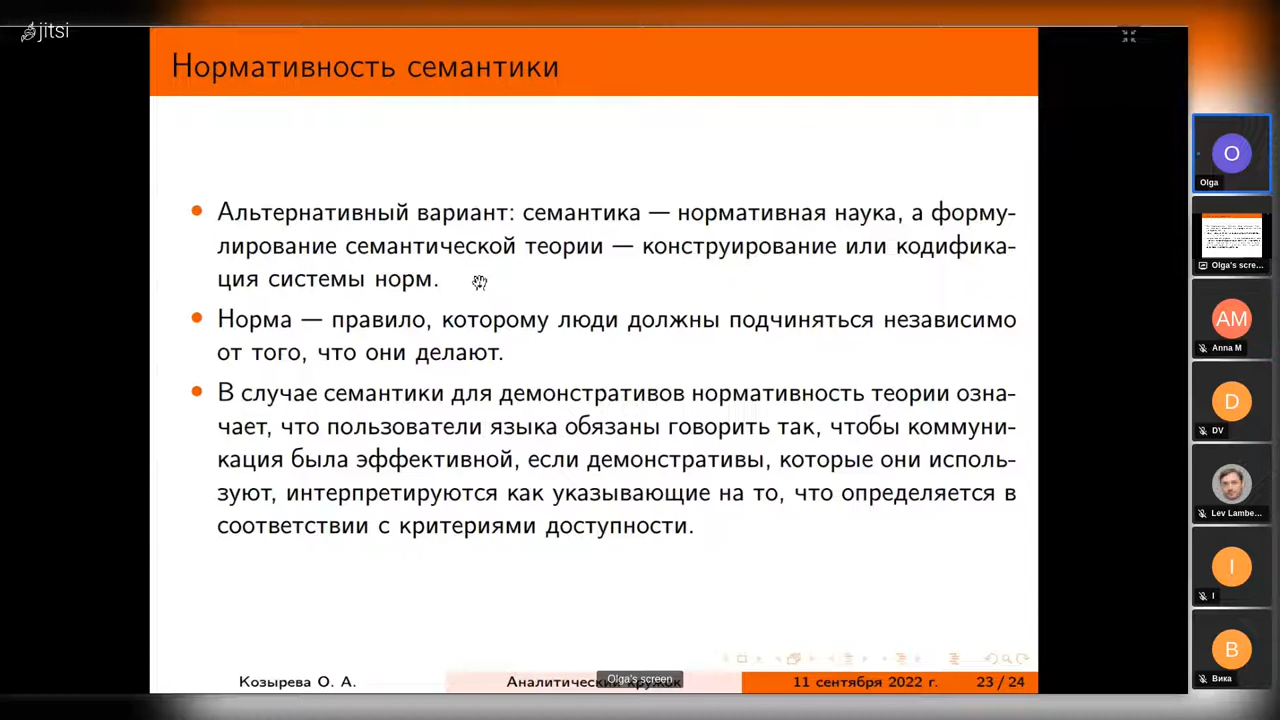 jitsi
Нормативность семантики
Альтернативный вариант: семантика — нормативная наука, а форму-
лирование семантической теории — конструирование или кодифика-
ция системы норм.
Норма — правило, которому люди должны подчиняться независимо
от того, что они делают.
В случае семантики для демонстративов нормативность теории озна-
чает, что пользователи языка обязаны говорить так, чтобы коммуни-
кация была эффективной, если демонстративы, которые они исполь-
зуют, интерпретируются как указывающие на то, что определяется в
соответствии с критериями доступности.
Козырева О. А.
Аналитический кружок
11 сентября 2022 г.
23 / 24
Olga's screen
O
Olga
Olga's scre...
AM
Anna M
D
DV
Lev Lambe...
I
I
В
Вика